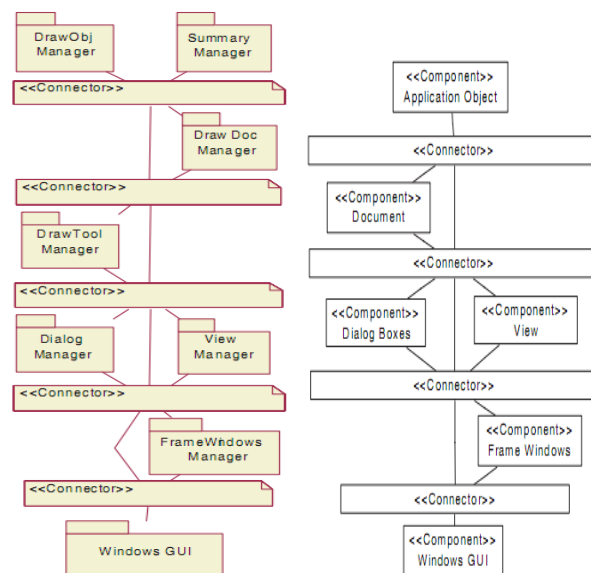 DrawObj
Manager
Summary
Manager
<<Connector>>
Draw Doc
Manager
<<Connector>>
DrawTool
Manager
<<Connector>>
Dialog
Manager
View
Manager
<<Connector>>
FrameWindows
Manager
<<Connector>>
Windows GUI
<<Component>>
Application Object
<<Connector>>
<<Component>>
Document
<<Connector>>
<<Component>>
Dialog Boxes
<<Component>>
View
<<Connector>>
<<Component>>
Frame Windows
<<Connector>>
<<Component>>
Windows GUI